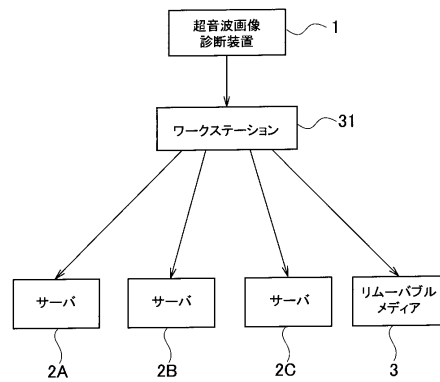 超音波画像
診断装置
1
ワークステーション
31
サーバ
サーバ
サーバ
リムーバブル
メディア
2A
2B
2C
3